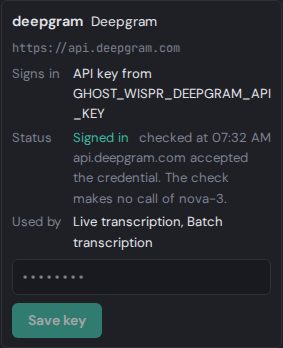 deepgram Deepgram
https://api.deepgram.com
Signs in API key from
GHOST_WISPR_DEEPGRAM_API
_KEY
Status Signed in checked at 07:32 AM
api.deepgram.com accepted
the credential. The check
makes no call of nova-3.
Used by Live transcription, Batch
transcription
••••••••
Save key